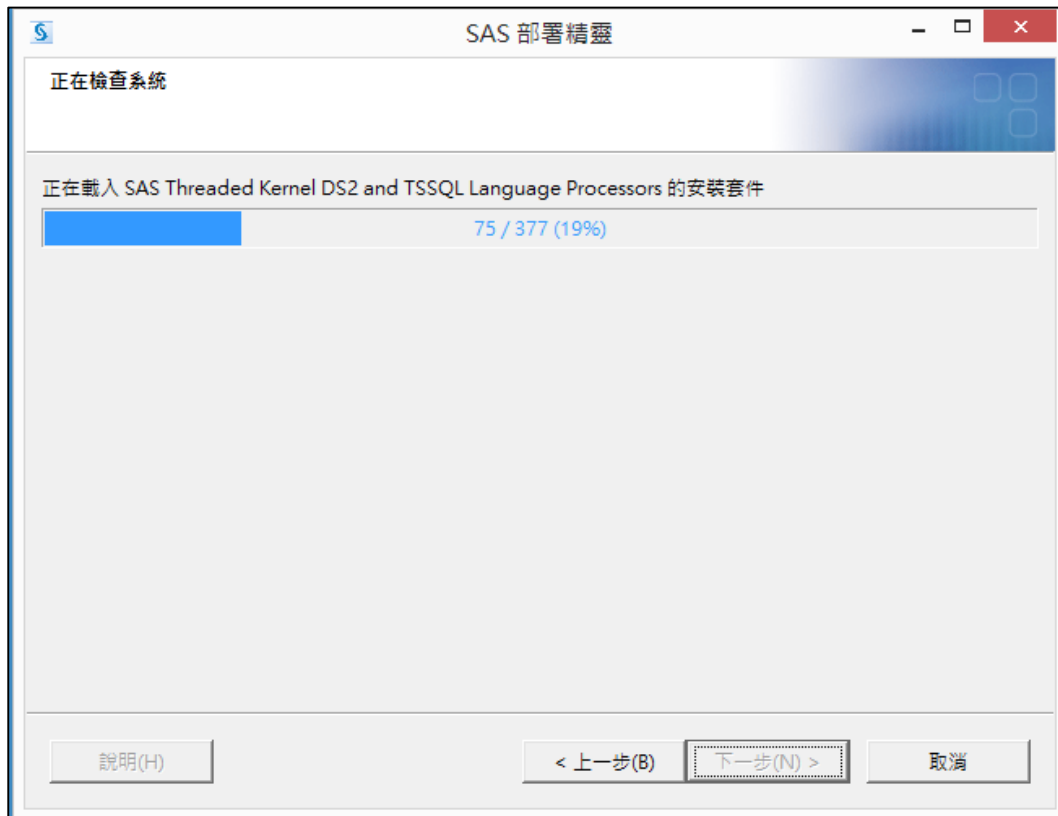 SAS 部署精靈
正在檢查系統
正在載入 SAS Threaded Kernel DS2 and TSSQL Language Processors 的安裝套件
75 / 377 (19%)
說明(H)
< 上一步(B)
下一步(N) >
取消